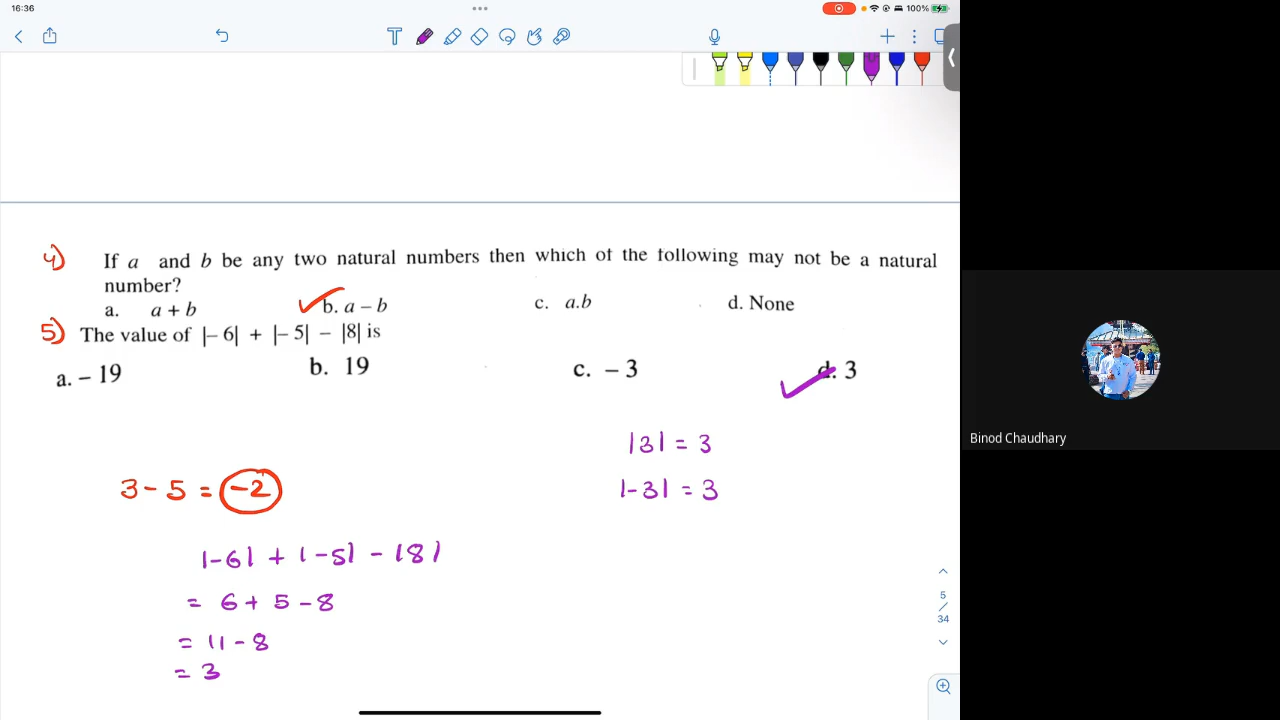 16:36
100%
4) If a and b be any two natural numbers then which of the following may not be a natural
number?
a. a + b b. a – b c. a.b d. None
5) The value of |– 6| + |– 5| – |8| is
a. – 19 b. 19 c. – 3 d. 3
|3| = 3
3 - 5 = -2
|-3| = 3
|-6| + |-5| - |8|
= 6 + 5 - 8
= 11 - 8
= 3
5
/
34
Binod Chaudhary